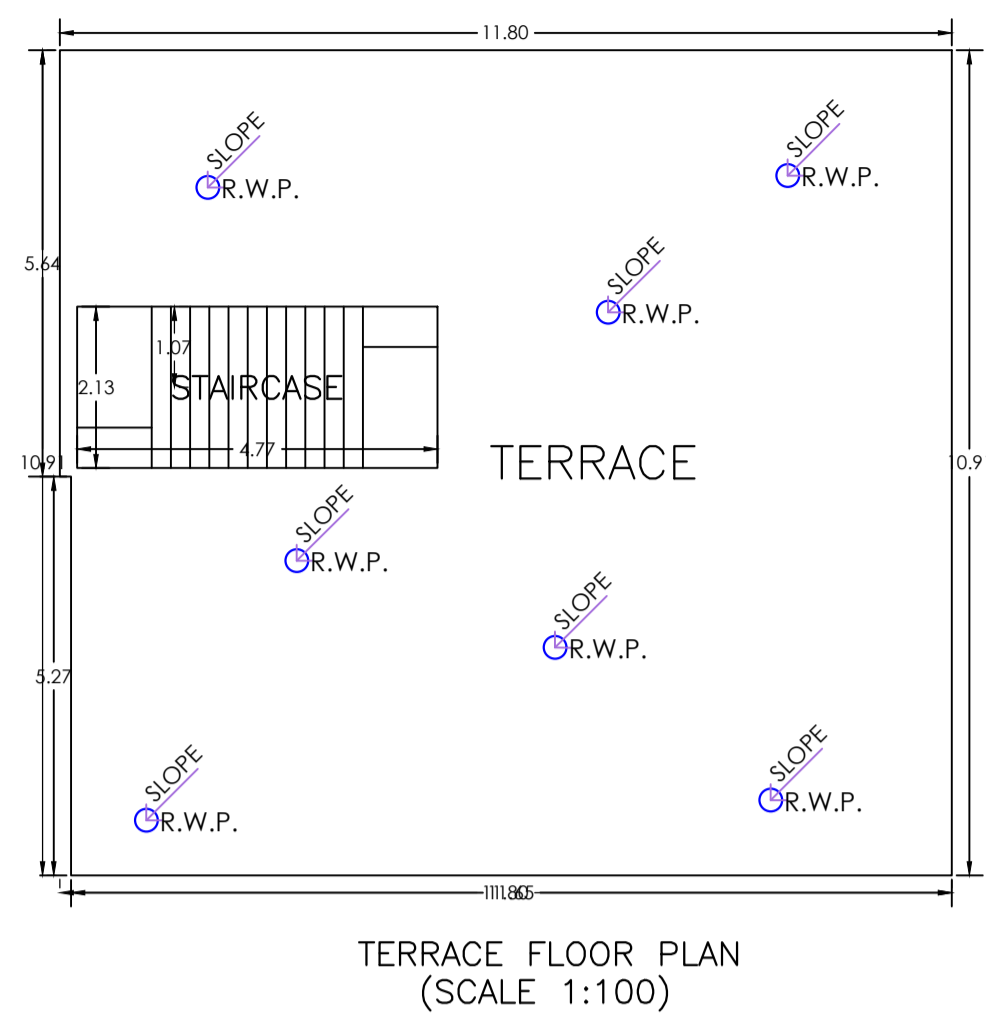 11.80
SLOPE
R.W.P.
SLOPE
R.W.P.
SLOPE
R.W.P.
5.64
1.07
2.13
STAIRCASE
4.77
10.91
TERRACE
10.9
SLOPE
R.W.P.
SLOPE
R.W.P.
5.27
SLOPE
R.W.P.
SLOPE
R.W.P.
TERRACE FLOOR PLAN
(SCALE 1:100)